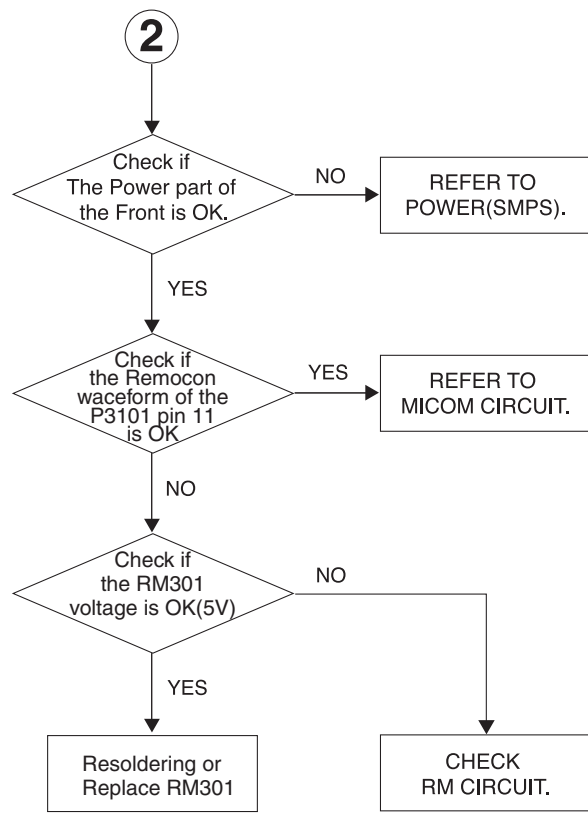 2
Check if
The Power part of
the Front is OK.
NO
REFER TO
POWER(SMPS).
YES
Check if
the Remocon
waceform of the
P3101 pin 11
is OK
YES
REFER TO
MICOM CIRCUIT.
NO
Check if
the RM301
voltage is OK(5V)
NO
YES
Resoldering or
Replace RM301
CHECK
RM CIRCUIT.